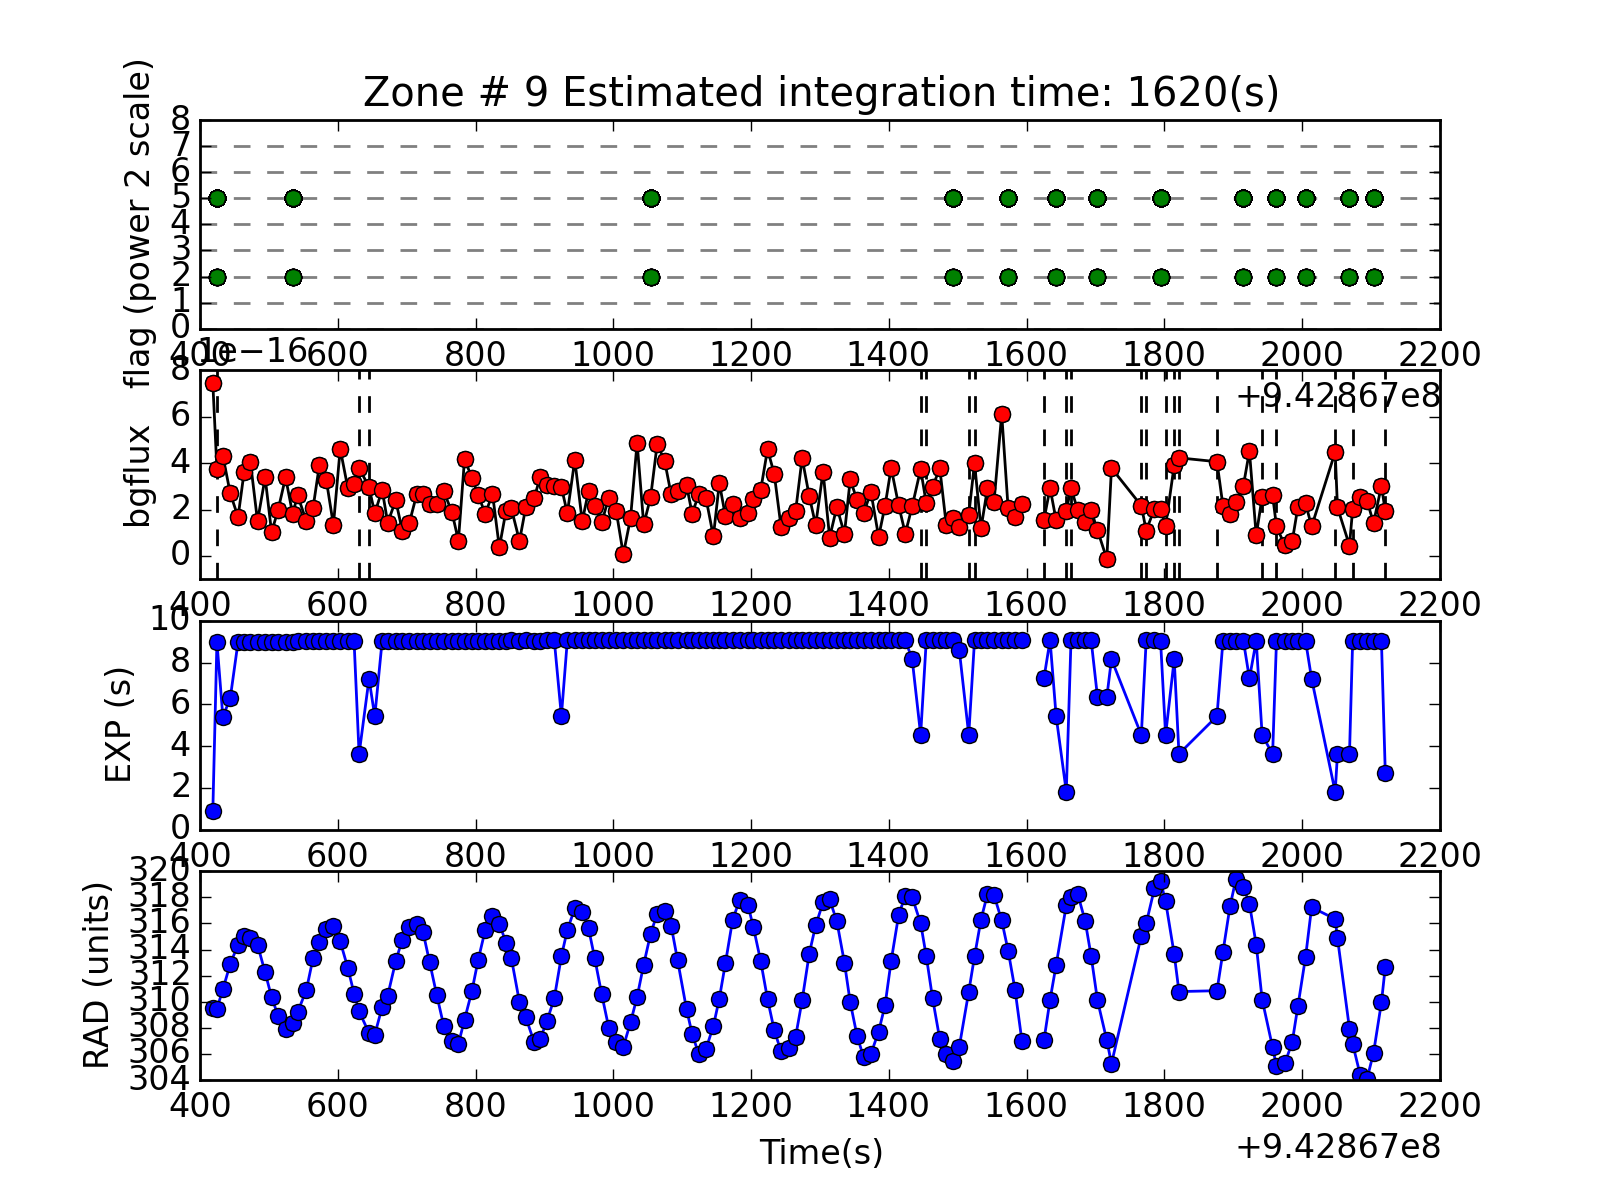 Zone # 9 Estimated integration time: 1620(s)
flag (power 2 scale)
8
7
6
5
4
3
2
1
0
400 600 800 1000 1200 1400 1600 1800 2000 2200
1e−16
+9.42867e8
bgflux
8
6
4
2
0
400 600 800 1000 1200 1400 1600 1800 2000 2200
EXP (s)
10
8
6
4
2
0
400 600 800 1000 1200 1400 1600 1800 2000 2200
RAD (units)
320
318
316
314
312
310
308
306
304
400 600 800 1000 1200 1400 1600 1800 2000 2200
Time(s)
+9.42867e8